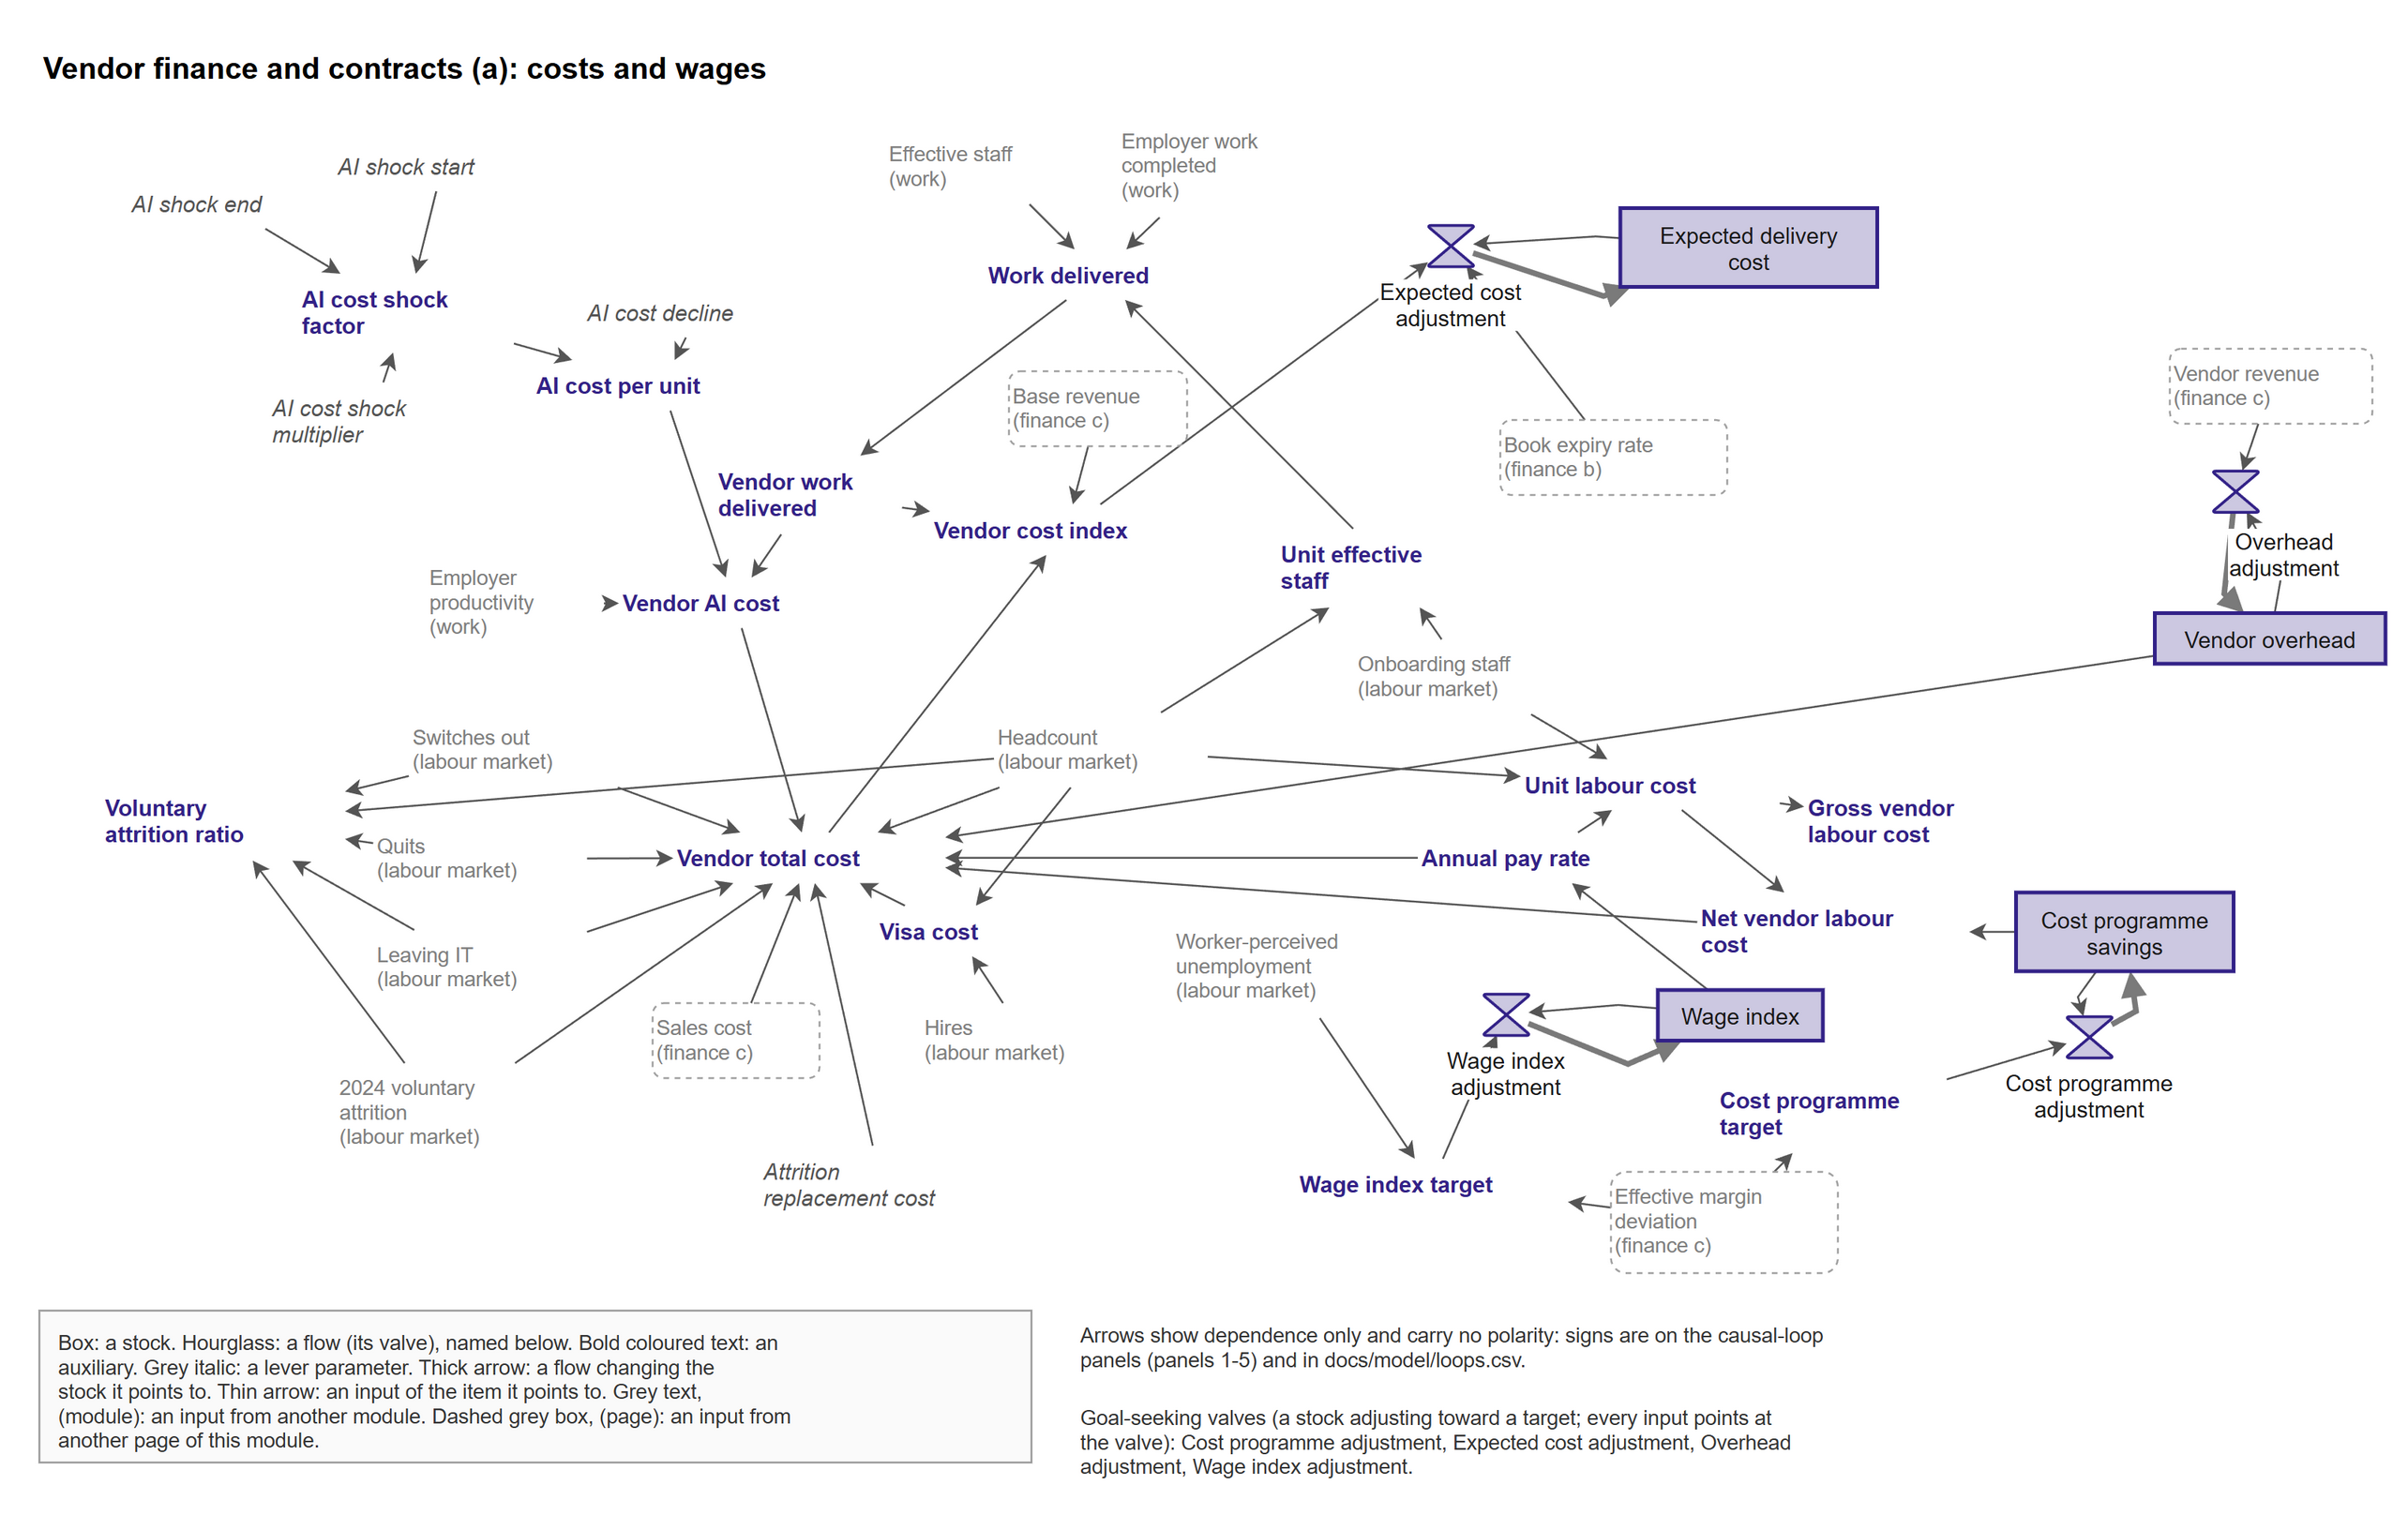 Vendor finance and contracts (a): costs and wages
AI shock start
AI shock end
Effective staff
(work)
Employer work
completed
(work)
Expected delivery
cost
Work delivered
AI cost shock
factor
AI cost decline
Expected cost
adjustment
AI cost per unit
AI cost shock
multiplier
Base revenue
(finance c)
Vendor revenue
(finance c)
Book expiry rate
(finance b)
Vendor work
delivered
Vendor cost index
Unit effective
staff
Overhead
adjustment
Employer
productivity
(work)
Vendor AI cost
Vendor overhead
Onboarding staff
(labour market)
Switches out
(labour market)
Headcount
(labour market)
Unit labour cost
Voluntary
attrition ratio
Gross vendor
labour cost
Quits
(labour market)
Vendor total cost
Annual pay rate
Visa cost
Net vendor labour
cost
Cost programme
savings
Worker-perceived
unemployment
(labour market)
Leaving IT
(labour market)
Sales cost
(finance c)
Hires
(labour market)
Wage index
Wage index
adjustment
Cost programme
adjustment
2024 voluntary
attrition
(labour market)
Cost programme
target
Attrition
replacement cost
Wage index target
Effective margin
deviation
(finance c)
Box: a stock. Hourglass: a flow (its valve), named below. Bold coloured text: an
auxiliary. Grey italic: a lever parameter. Thick arrow: a flow changing the
stock it points to. Thin arrow: an input of the item it points to. Grey text,
(module): an input from another module. Dashed grey box, (page): an input from
another page of this module.
Arrows show dependence only and carry no polarity: signs are on the causal-loop
panels (panels 1-5) and in docs/model/loops.csv.
Goal-seeking valves (a stock adjusting toward a target; every input points at
the valve): Cost programme adjustment, Expected cost adjustment, Overhead
adjustment, Wage index adjustment.